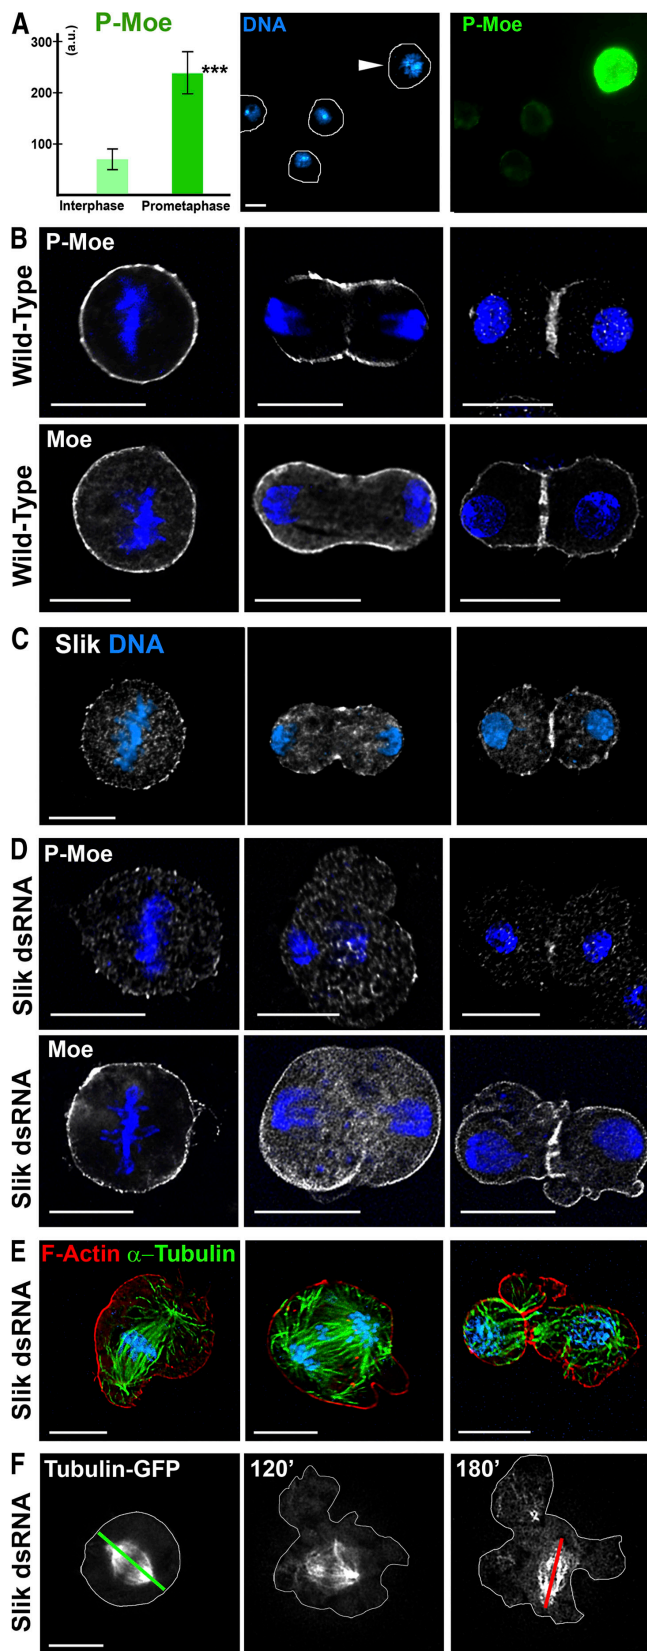 A
P-Moe
(a.u.)
300
200
100
***
Interphase
Prometaphase
DNA
P-Moe
B
Wild-Type
P-Moe
Wild-Type
Moe
C
Slik DNA
D
Slik dsRNA
P-Moe
Slik dsRNA
Moe
E
Slik dsRNA
F-Actin α–Tubulin
F
Slik dsRNA
Tubulin-GFP
120’
180’